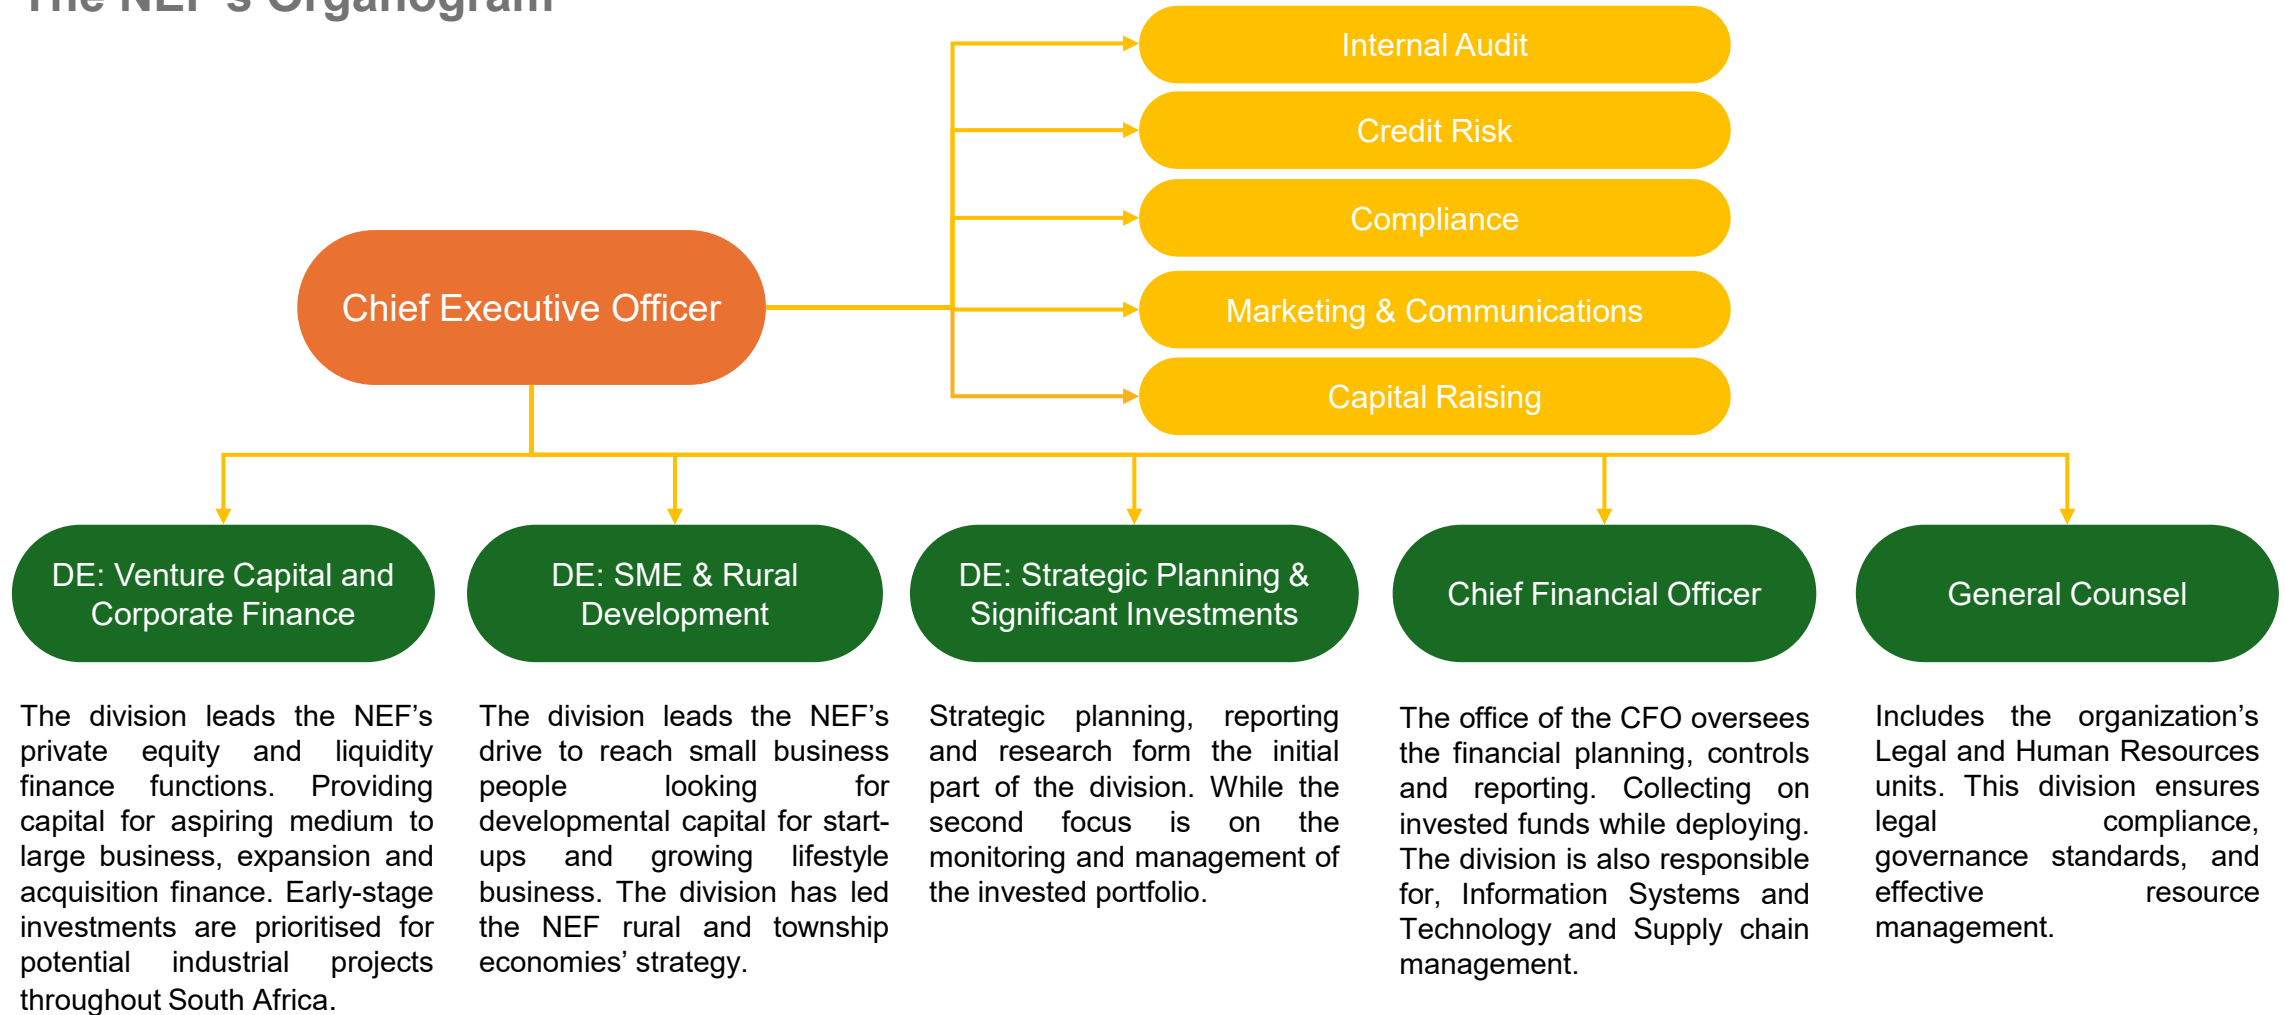 The NEF's Organogram
Internal Audit
Credit Risk
Compliance
Chief Executive Officer
Marketing & Communications
Capital Raising
DE: Venture Capital and
Corporate Finance
DE: SME & Rural
Development
DE: Strategic Planning &
Significant Investments
Chief Financial Officer
General Counsel
The division leads the NEF’s
private equity and liquidity
finance functions. Providing
capital for aspiring medium to
large business, expansion and
acquisition finance. Early-stage
investments are prioritised for
potential industrial projects
throughout South Africa.
The division leads the NEF’s
drive to reach small business
people looking for
developmental capital for start-
ups and growing lifestyle
business. The division has led
the NEF rural and township
economies’ strategy.
Strategic planning, reporting
and research form the initial
part of the division. While the
second focus is on the
monitoring and management of
the invested portfolio.
The office of the CFO oversees
the financial planning, controls
and reporting. Collecting on
invested funds while deploying.
The division is also responsible
for, Information Systems and
Technology and Supply chain
management.
Includes the organization’s
Legal and Human Resources
units. This division ensures
legal compliance,
governance standards, and
effective resource
management.